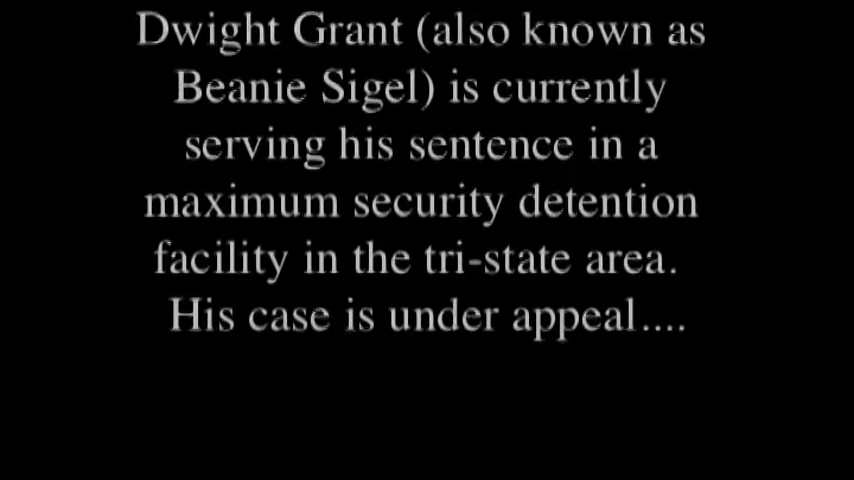 Dwight Grant (also known as
Beanie Sigel) is currently
serving his sentence in a
maximum security detention
facility in the tri-state area.
His case is under appeal....